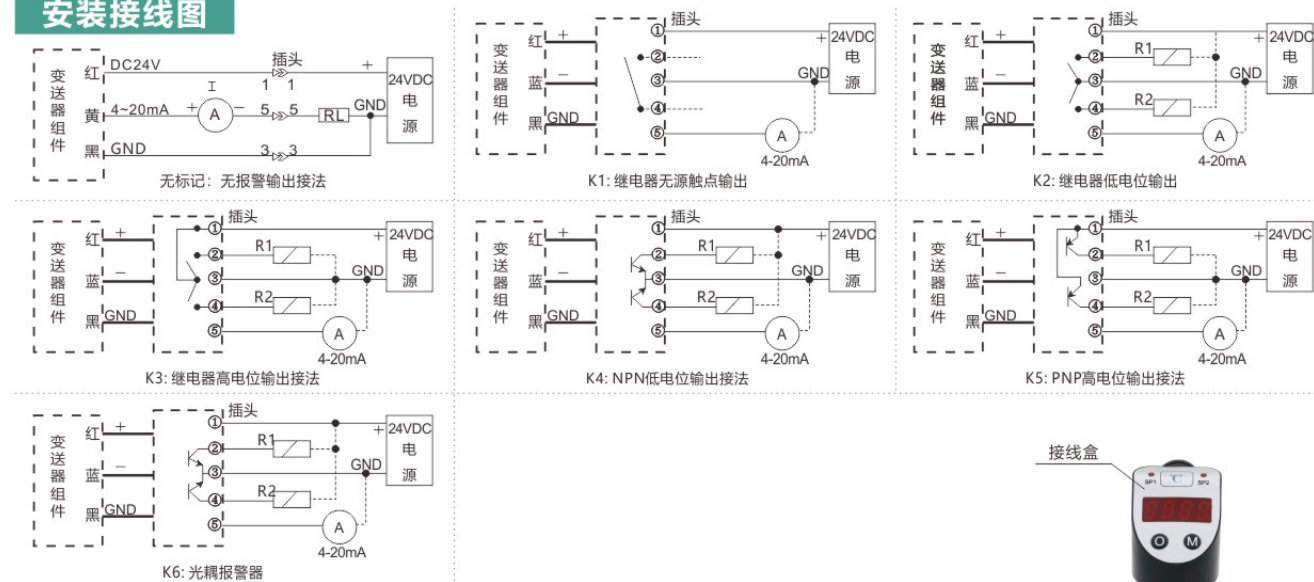 安装接线图
变送器组件
红
DC24V
插头
1 1
+
24VDC
电源
黄
4~20mA
I
+ A -
5 5
RL
GND
黑
GND
3 3
无标记：无报警输出接法
变送器组件
红 +
蓝 —
黑 GND
插头
①
②
③
④
⑤
+ 24VDC
电源
GND
A
4-20mA
K1: 继电器无源触点输出
变送器组件
红 +
蓝 —
黑 GND
插头
①
②
③
④
⑤
R1
R2
+ 24VDC
电源
GND
A
4-20mA
K2: 继电器低电位输出
变送器组件
红 +
蓝 —
黑 GND
插头
①
②
③
④
⑤
R1
R2
+ 24VDC
电源
GND
A
4-20mA
K3: 继电器高电位输出接法
变送器组件
红 +
蓝 —
黑 GND
插头
①
②
③
④
⑤
R1
R2
+ 24VDC
电源
GND
A
4-20mA
K4: NPN低电位输出接法
变送器组件
红 +
蓝 —
黑 GND
插头
①
②
③
④
⑤
R1
R2
+ 24VDC
电源
GND
A
4-20mA
K5: PNP高电位输出接法
变送器组件
红 +
蓝 —
黑 GND
插头
①
②
③
④
⑤
R1
R2
+ 24VDC
电源
GND
A
4-20mA
K6: 光耦报警器
接线盒
SP1 ℃ SP2
8888
O M